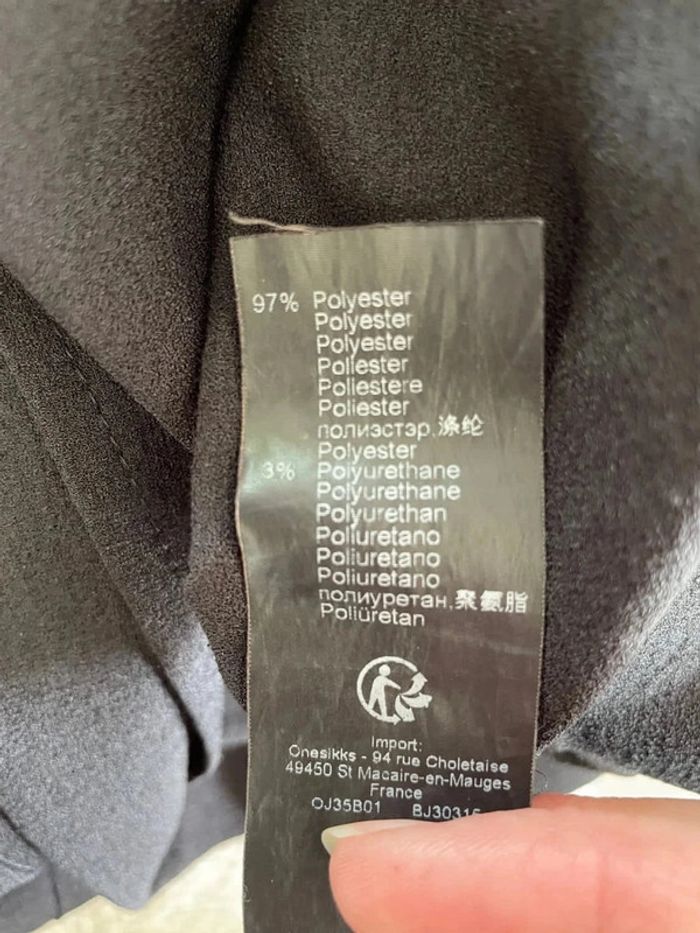 97% Polyester
Polyester
Polyester
Poliester
Poliestere
Poliester
полиэстэр,涤纶
Polyester
3% Polyurethane
Polyurethane
Polyurethan
Poliuretano
Poliuretano
Poliuretano
полиуретан,聚氨脂
Poliüretan
Import:
Onesikks - 94 rue Choletaise
49450 St Macaire-en-Mauges
France
OJ35B01 BJ30315